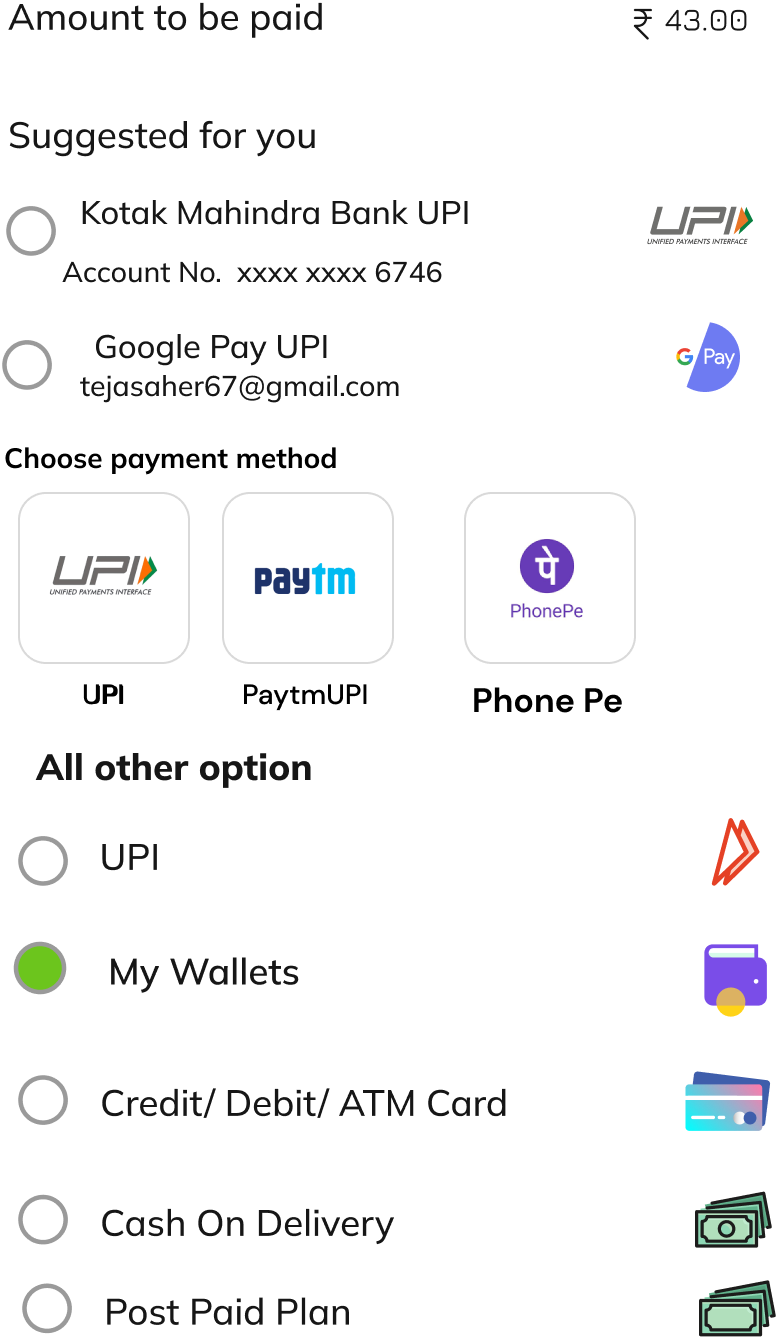 Amount to be paid ₹ 43.00
Suggested for you
Kotak Mahindra Bank UPI
UPI
UNIFIED PAYMENTS INTERFACE
Account No. xxxx xxxx 6746
Google Pay UPI
G Pay
tejasaher67@gmail.com
Choose payment method
UPI
UNIFIED PAYMENTS INTERFACE
paytm
पे
PhonePe
UPI PaytmUPI Phone Pe
All other option
UPI
My Wallets
Credit/ Debit/ ATM Card
Cash On Delivery
Post Paid Plan